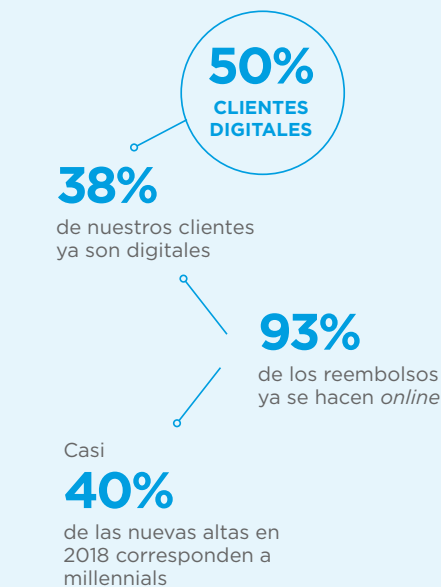 50%
CLIENTES
DIGITALES
38%
de nuestros clientes
ya son digitales
93%
de los reembolsos
ya se hacen online
Casi
40%
de las nuevas altas en
2018 corresponden a
millennials